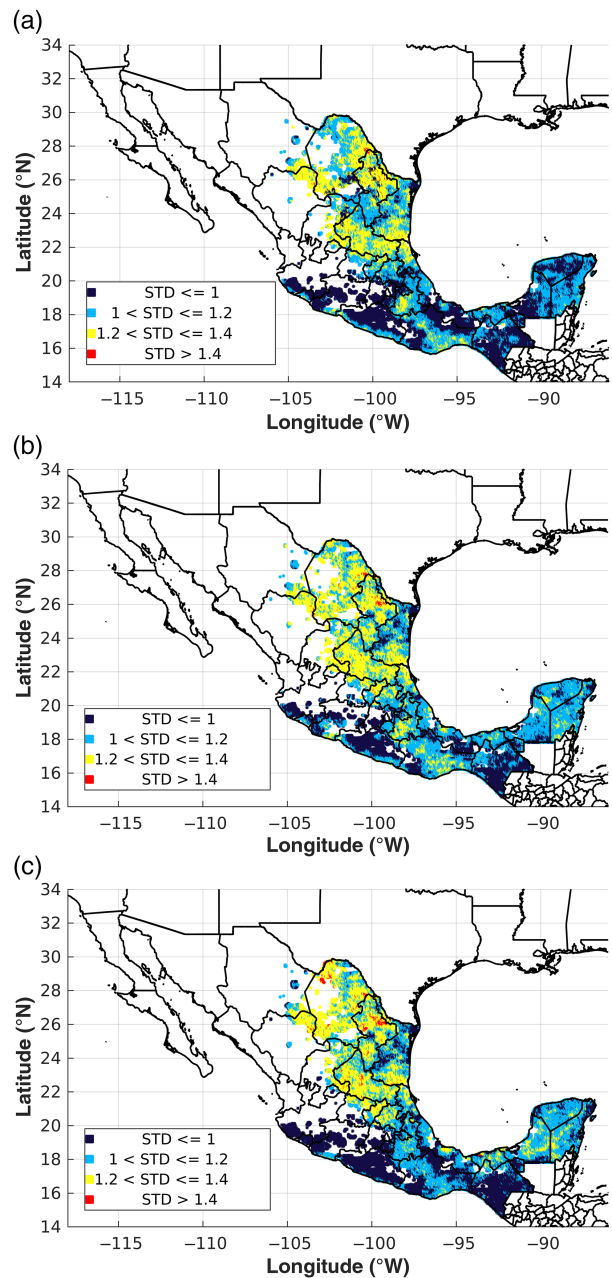 (a)
34
32
30
28
26
24
22
20
18
16
14
Latitude (°N)
STD <= 1
1 < STD <= 1.2
1.2 < STD <= 1.4
STD > 1.4
−115 −110 −105 −100 −95 −90
Longitude (°W)
(b)
34
32
30
28
26
24
22
20
18
16
14
Latitude (°N)
STD <= 1
1 < STD <= 1.2
1.2 < STD <= 1.4
STD > 1.4
−115 −110 −105 −100 −95 −90
Longitude (°W)
(c)
34
32
30
28
26
24
22
20
18
16
14
Latitude (°N)
STD <= 1
1 < STD <= 1.2
1.2 < STD <= 1.4
STD > 1.4
−115 −110 −105 −100 −95 −90
Longitude (°W)